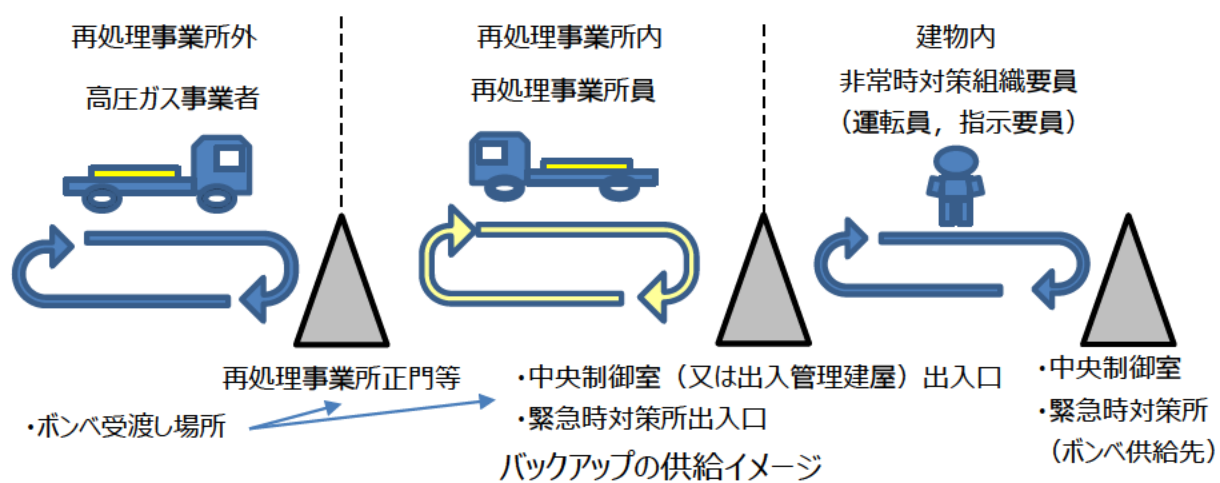 再処理事業所外
再処理事業所内
建物内
高圧ガス事業者
再処理事業所員
非常時対策組織要員
（運転員，指示要員）
再処理事業所正門等
・ボンベ受渡し場所
・中央制御室（又は出入管理建屋）出入口
・緊急時対策所出入口
・中央制御室
・緊急時対策所
（ボンベ供給先）
バックアップの供給イメージ